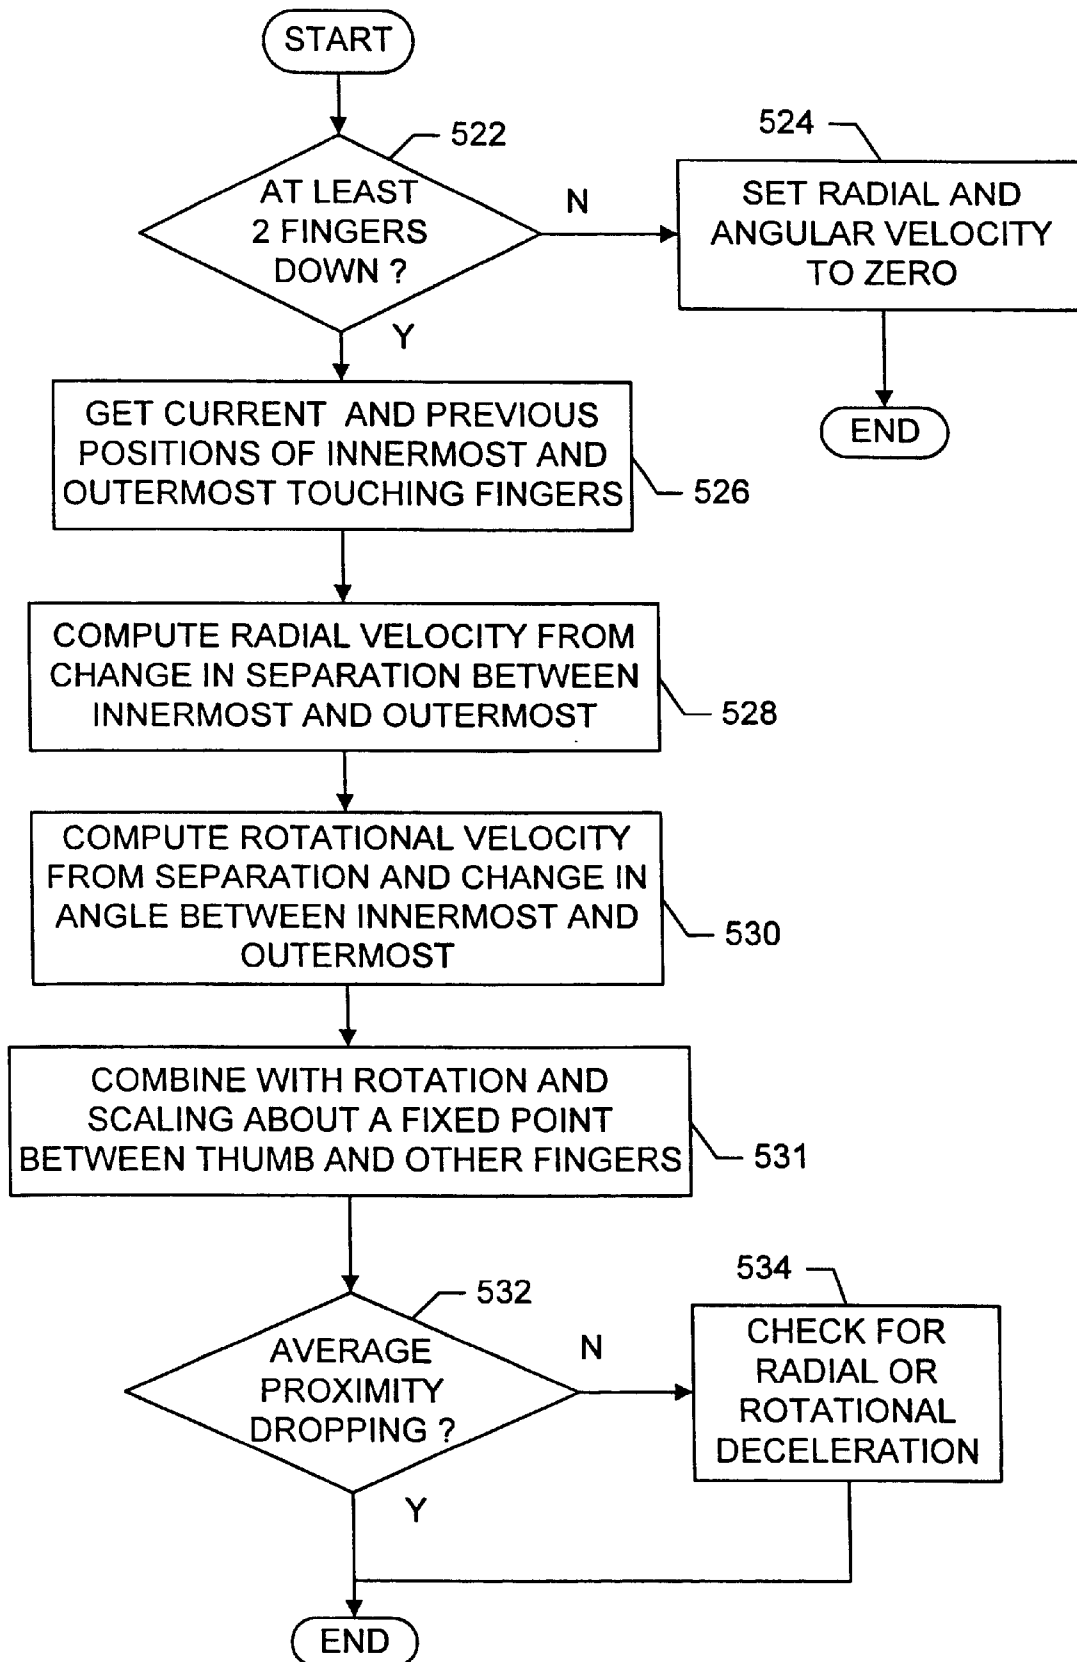 START
522
AT LEAST
2 FINGERS
DOWN ?
N
Y
524
SET RADIAL AND
ANGULAR VELOCITY
TO ZERO
END
GET CURRENT AND PREVIOUS
POSITIONS OF INNERMOST AND
OUTERMOST TOUCHING FINGERS
526
COMPUTE RADIAL VELOCITY FROM
CHANGE IN SEPARATION BETWEEN
INNERMOST AND OUTERMOST
528
COMPUTE ROTATIONAL VELOCITY
FROM SEPARATION AND CHANGE IN
ANGLE BETWEEN INNERMOST AND
OUTERMOST
530
COMBINE WITH ROTATION AND
SCALING ABOUT A FIXED POINT
BETWEEN THUMB AND OTHER FINGERS
531
532
AVERAGE
PROXIMITY
DROPPING ?
N
Y
534
CHECK FOR
RADIAL OR
ROTATIONAL
DECELERATION
END